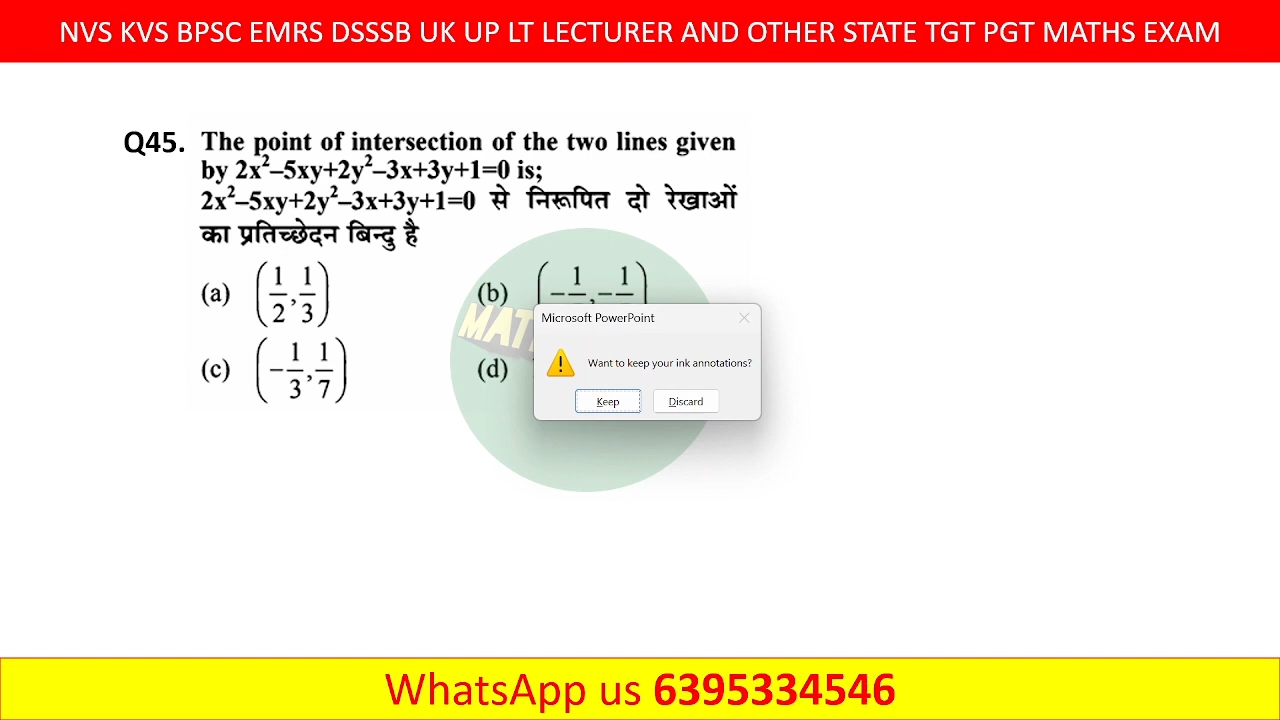 NVS KVS BPSC EMRS DSSSB UK UP LT LECTURER AND OTHER STATE TGT PGT MATHS EXAM
Q45. The point of intersection of the two lines given
by 2x²–5xy+2y²–3x+3y+1=0 is;
2x²–5xy+2y²–3x+3y+1=0 से निरूपित दो रेखाओं
का प्रतिच्छेदन बिन्दु है
(a) (1/2, 1/3) (b) (-1
(c) (-1/3, 1/7) (d)
Microsoft PowerPoint
Want to keep your ink annotations?
Keep Discard
WhatsApp us 6395334546